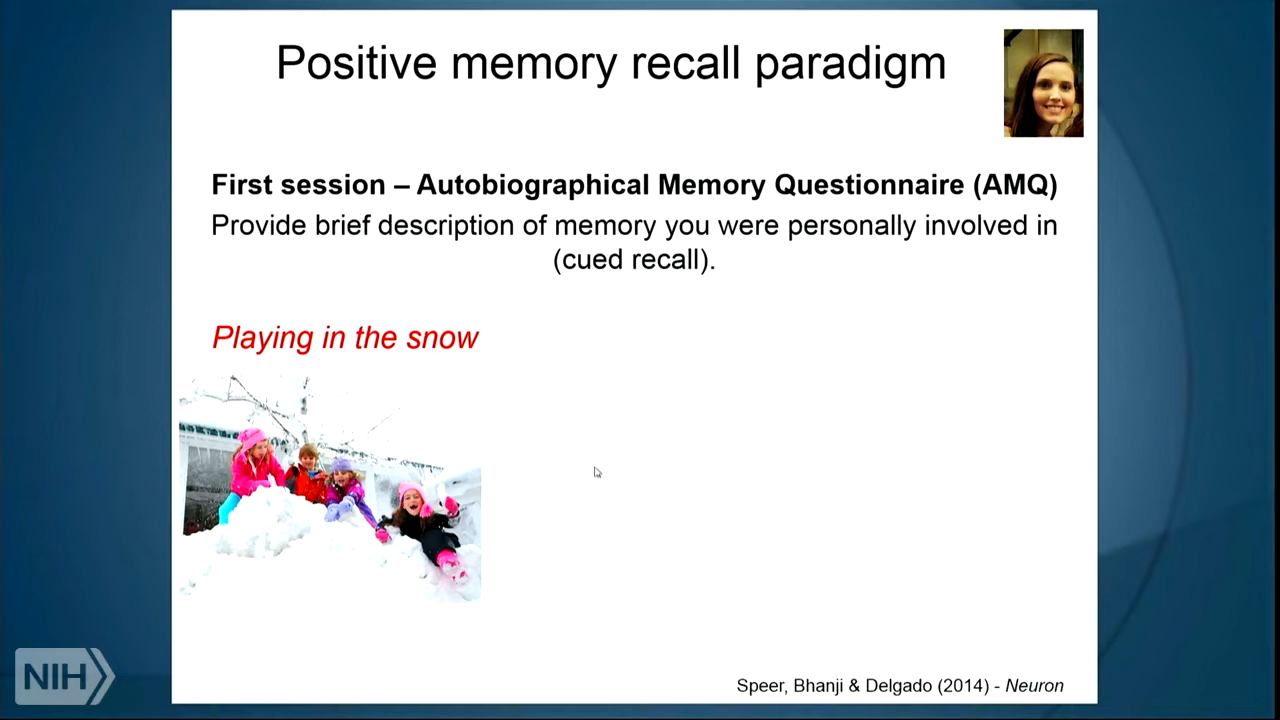 Positive memory recall paradigm
First session – Autobiographical Memory Questionnaire (AMQ)
Provide brief description of memory you were personally involved in
(cued recall).
Playing in the snow
NIH
Speer, Bhanji & Delgado (2014) - Neuron